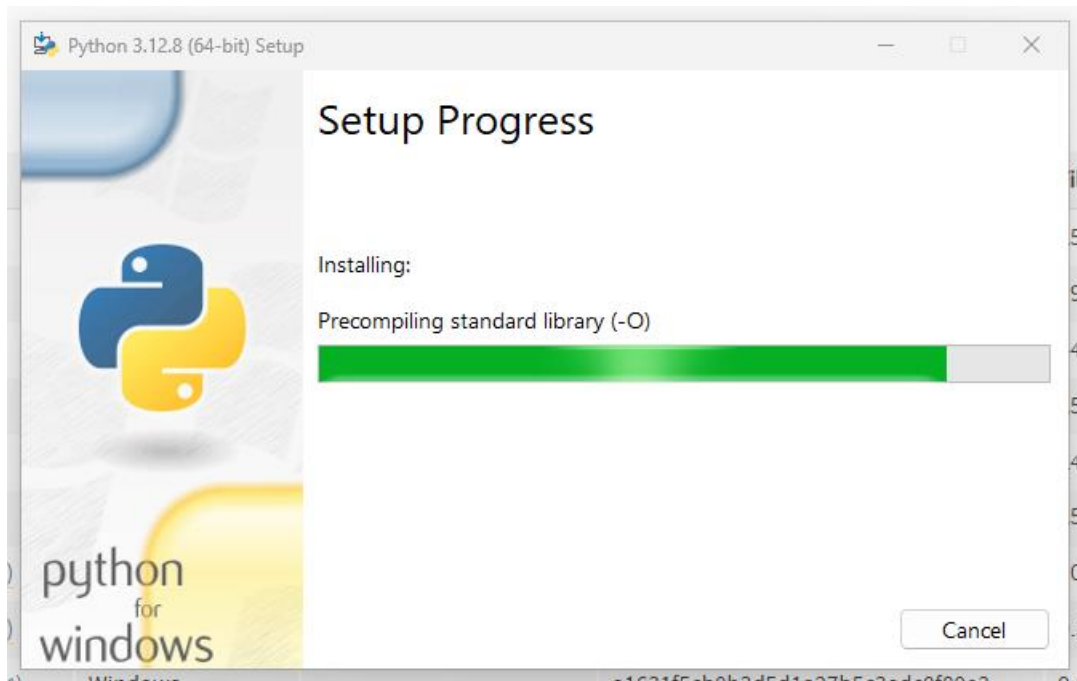 Python 3.12.8 (64-bit) Setup
Setup Progress
Installing:
Precompiling standard library (-O)
python
for
windows
Cancel